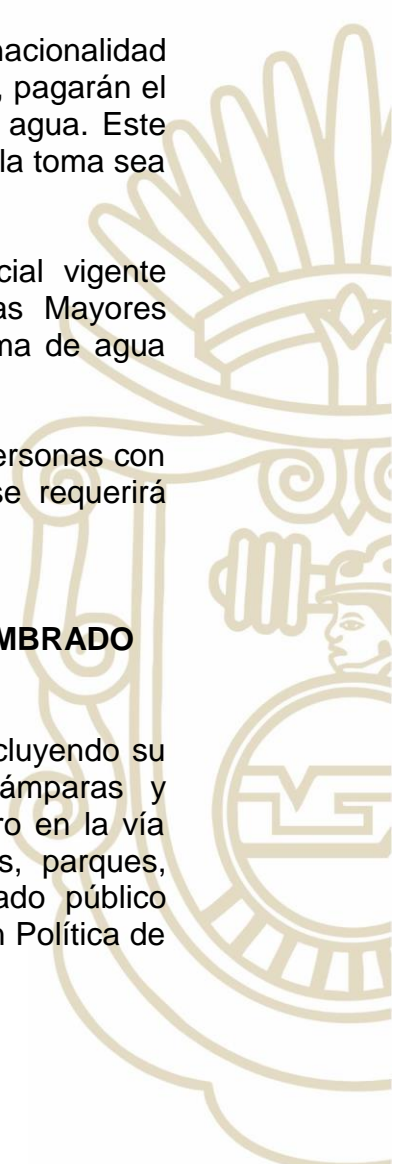 nacionalidad
, pagarán el
agua. Este
la toma sea
cial vigente
as Mayores
ma de agua
ersonas con
se requerirá
MBRADO
cluyendo su
ámparas y
ro en la vía
s, parques,
ado público
n Política de